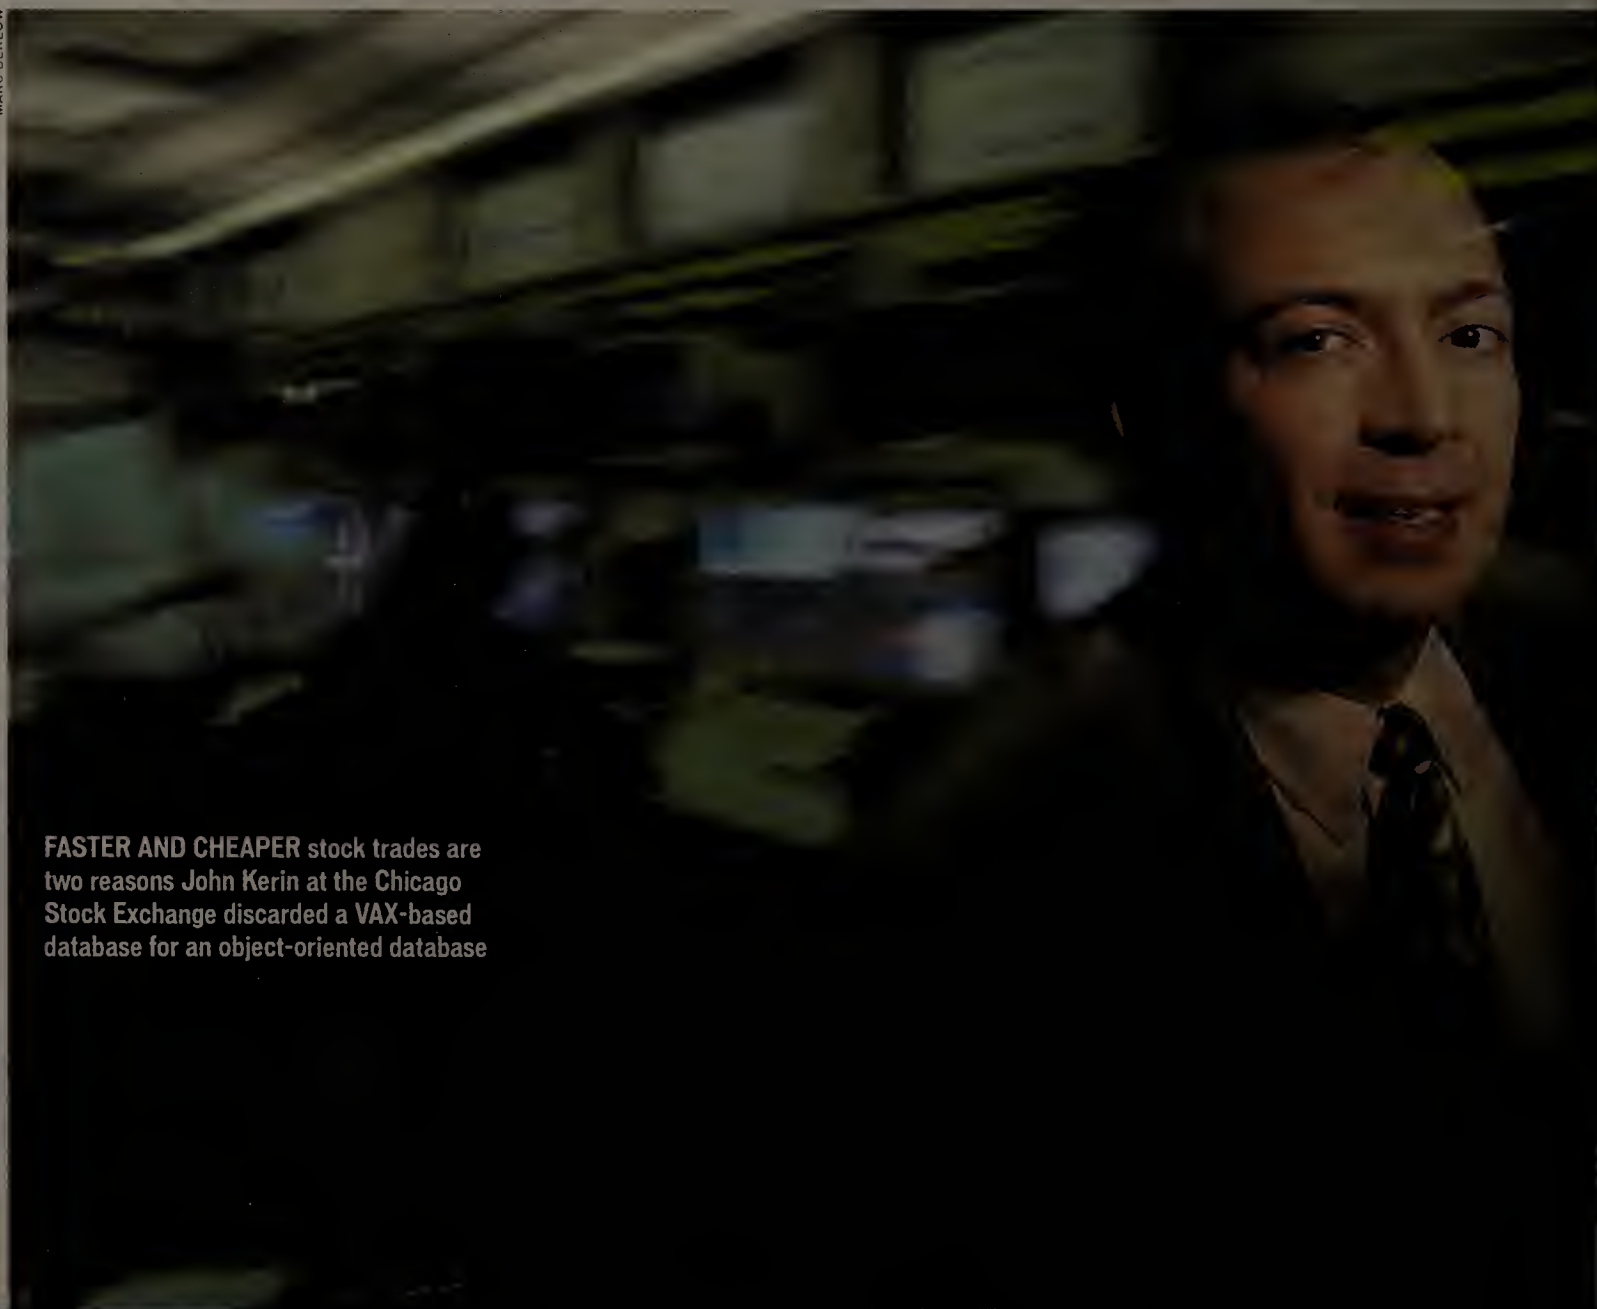 FASTER AND CHEAPER stock trades are
two reasons John Kerin at the Chicago
Stock Exchange discarded a VAX-based
database for an object-oriented database